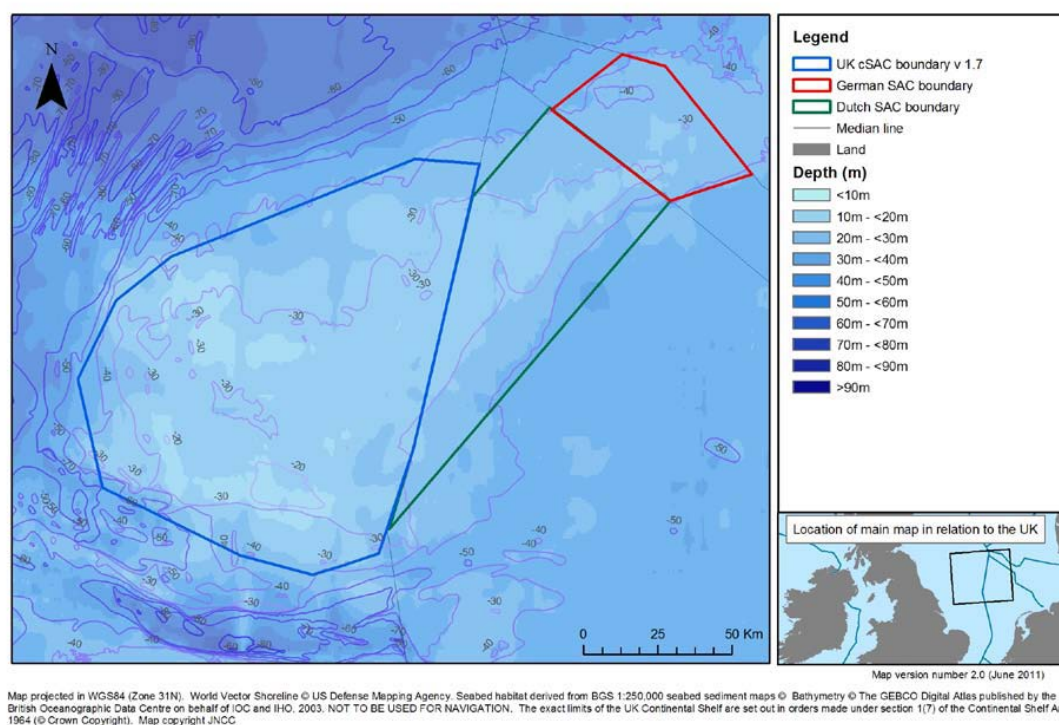 N
Legend
UK cSAC boundary v 1.7
German SAC boundary
Dutch SAC boundary
Median line
Land
Depth (m)
<10m
10m - <20m
20m - <30m
30m - <40m
40m - <50m
50m - <60m
60m - <70m
70m - <80m
80m - <90m
>90m
-40
-30
-50
-30
-40
-30
-30
-30
-30
-30
-20
-30
-50
-50
-40
-30
-40
0 25 50 Km
Location of main map in relation to the UK
Map version number 2.0 (June 2011)
Map projected in WGS84 (Zone 31N). World Vector Shoreline © US Defense Mapping Agency. Seabed habitat derived from BGS 1:250,000 seabed sediment maps © Bathymetry © The GEBCO Digital Atlas published by the
British Oceanographic Data Centre on behalf of IOC and IHO, 2003. NOT TO BE USED FOR NAVIGATION. The exact limits of the UK Continental Shelf are set out in orders made under section 1(7) of the Continental Shelf A
1964 (© Crown Copyright). Map copyright JNCC